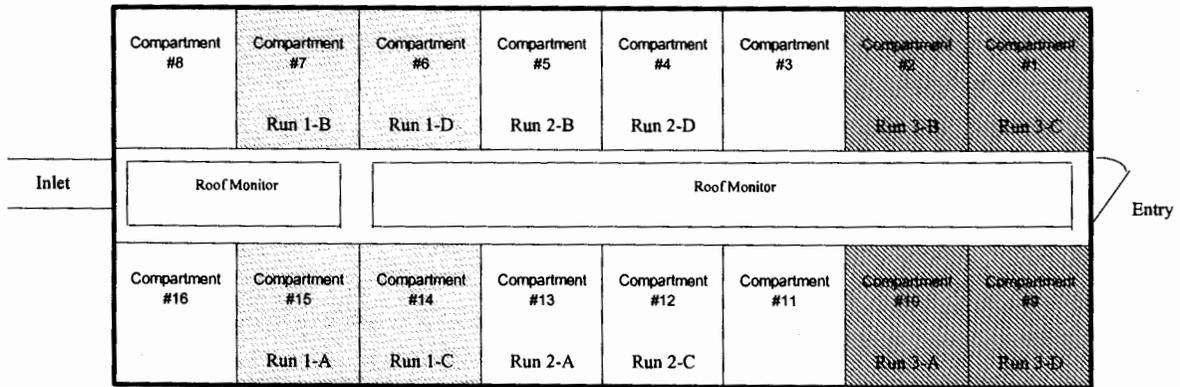 Compartment
#8
Compartment
#7
Run 1-B
Compartment
#6
Run 1-D
Compartment
#5
Run 2-B
Compartment
#4
Run 2-D
Compartment
#3
Compartment
#2
Run 3-B
Compartment
#1
Run 3-C
Inlet
Roof Monitor
Roof Monitor
Entry
Compartment
#16
Compartment
#15
Run 1-A
Compartment
#14
Run 1-C
Compartment
#13
Run 2-A
Compartment
#12
Run 2-C
Compartment
#11
Compartment
#10
Run 3-A
Compartment
#9
Run 3-D